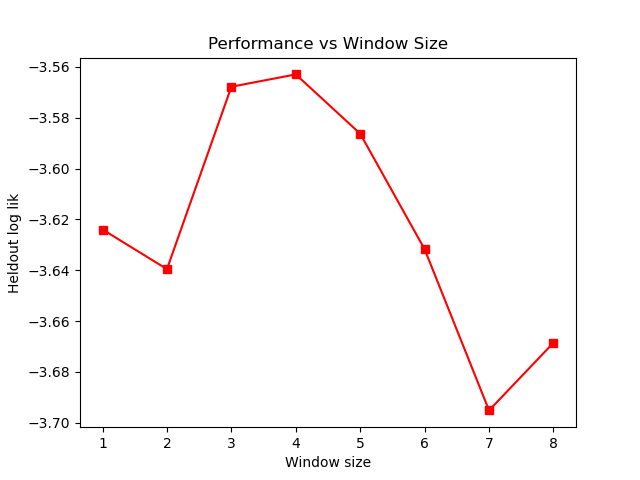 Performance vs Window Size
Heldout log lik
−3.56
−3.58
−3.60
−3.62
−3.64
−3.66
−3.68
−3.70
1 2 3 4 5 6 7 8
Window size